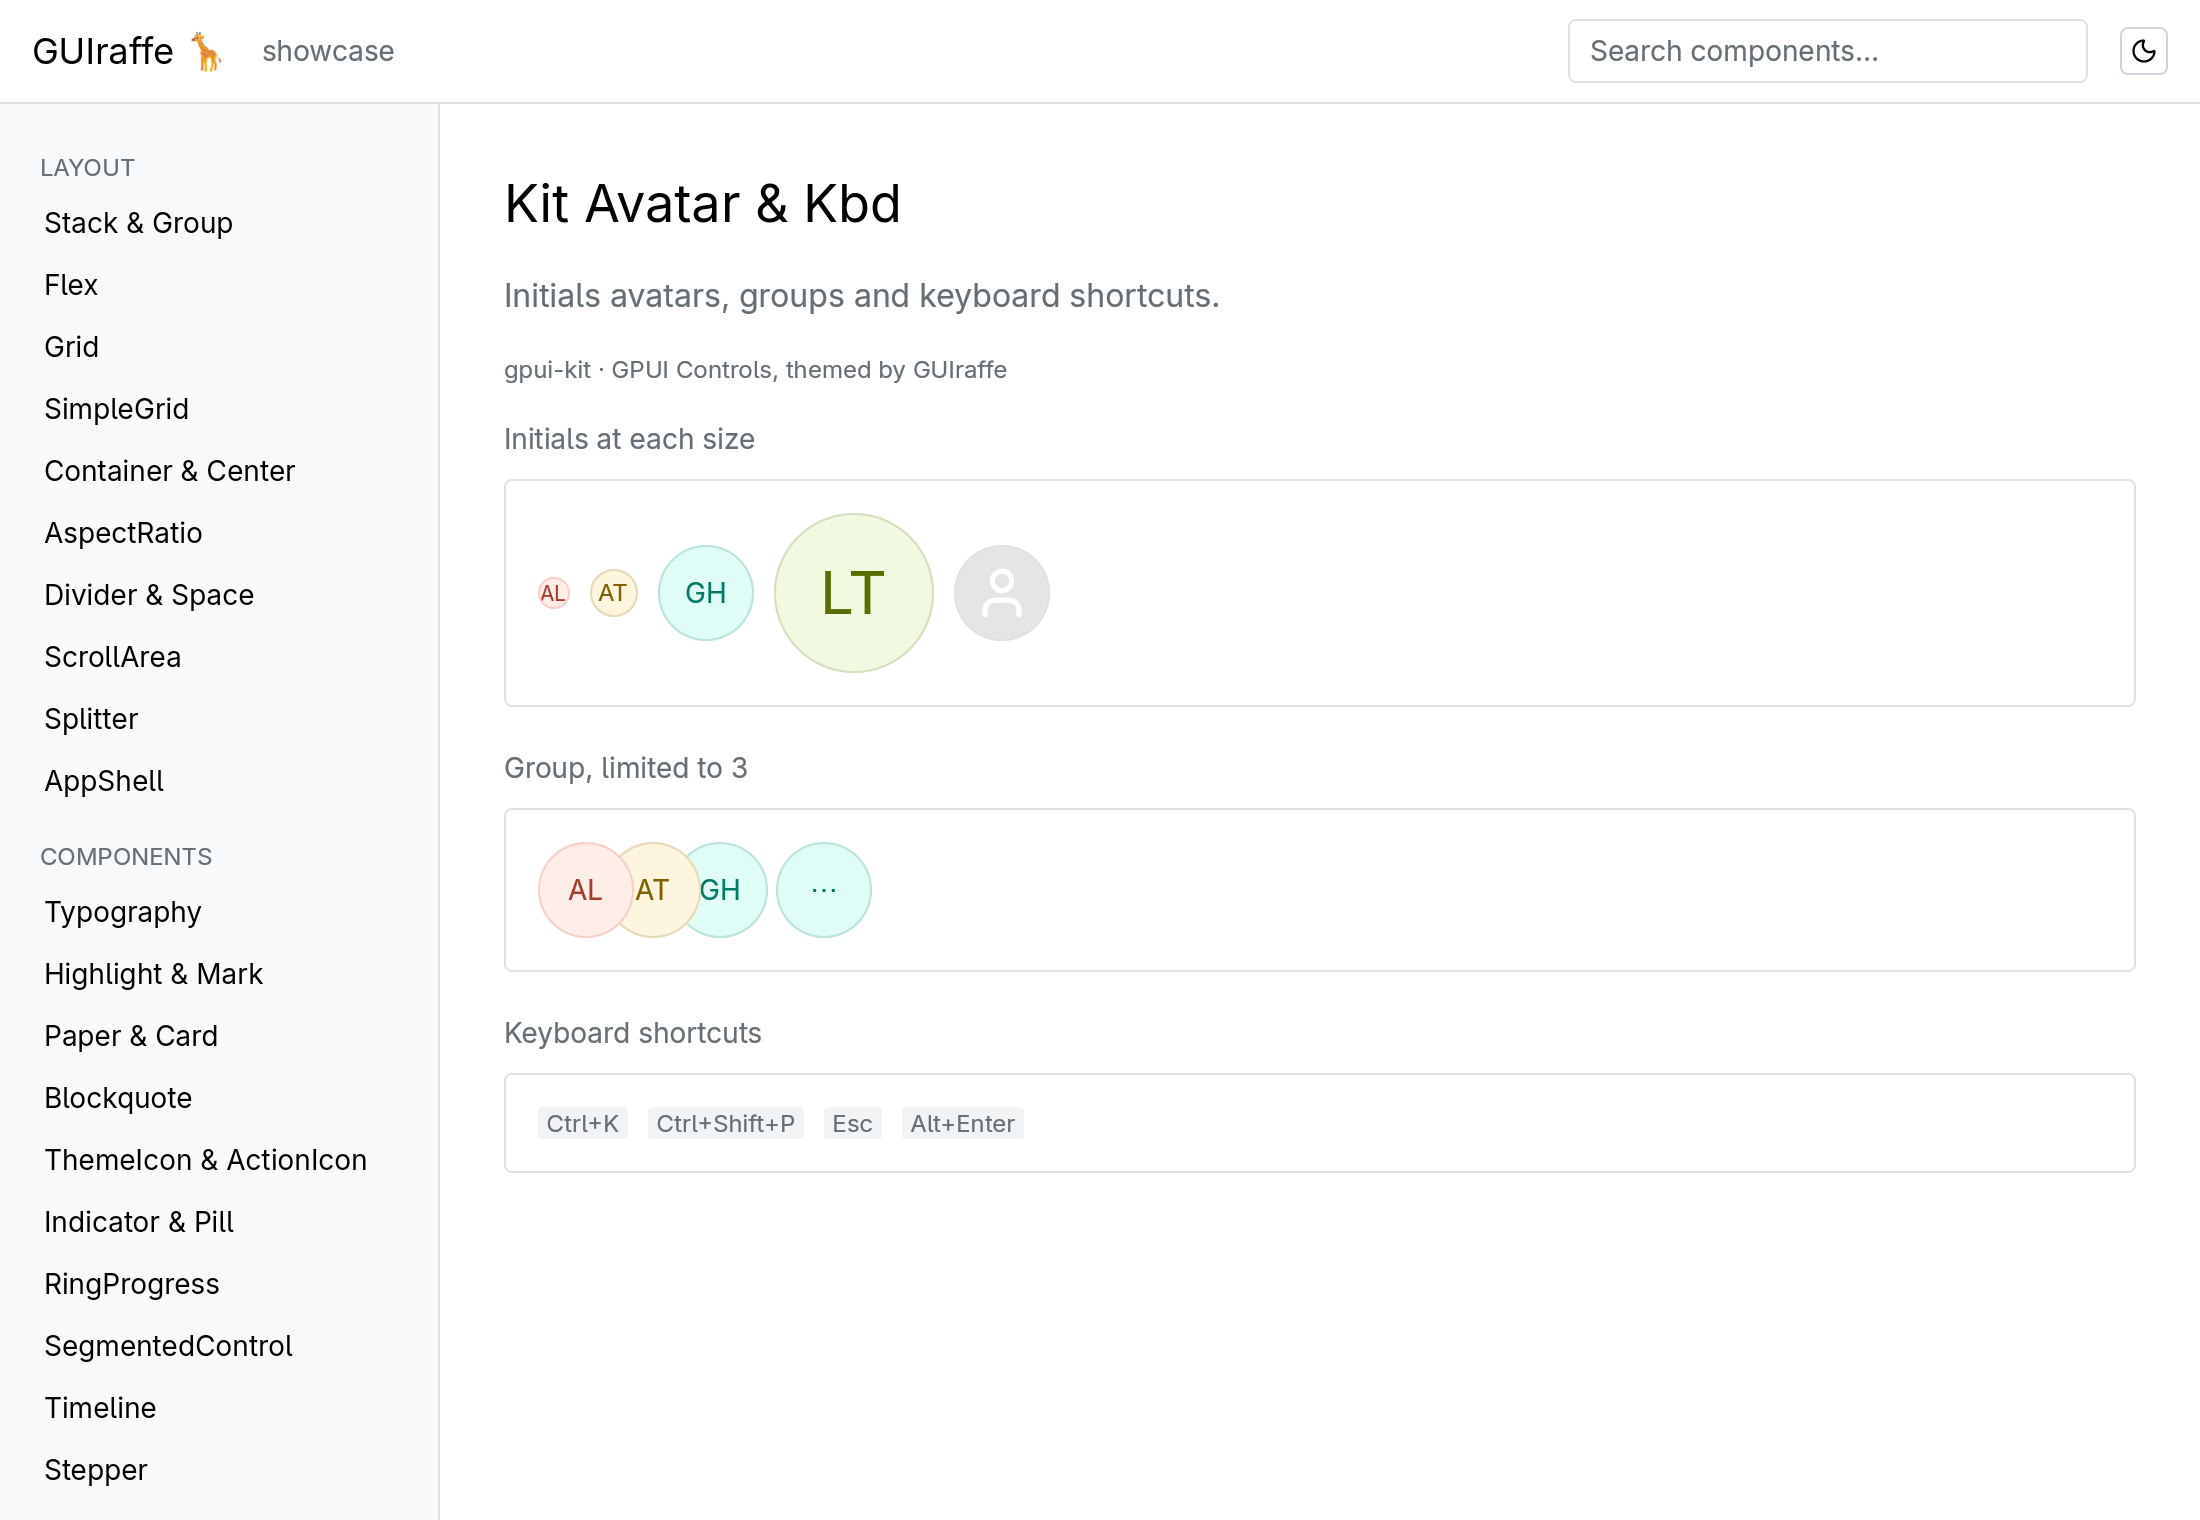 GUIraffe 🦒 showcase
Search components...
LAYOUT
Stack & Group
Flex
Grid
SimpleGrid
Container & Center
AspectRatio
Divider & Space
ScrollArea
Splitter
AppShell
COMPONENTS
Typography
Highlight & Mark
Paper & Card
Blockquote
ThemeIcon & ActionIcon
Indicator & Pill
RingProgress
SegmentedControl
Timeline
Stepper
Kit Avatar & Kbd
Initials avatars, groups and keyboard shortcuts.
gpui-kit · GPUI Controls, themed by GUIraffe
Initials at each size
AL AT GH LT
Group, limited to 3
AL AT GH ⋯
Keyboard shortcuts
Ctrl+K Ctrl+Shift+P Esc Alt+Enter